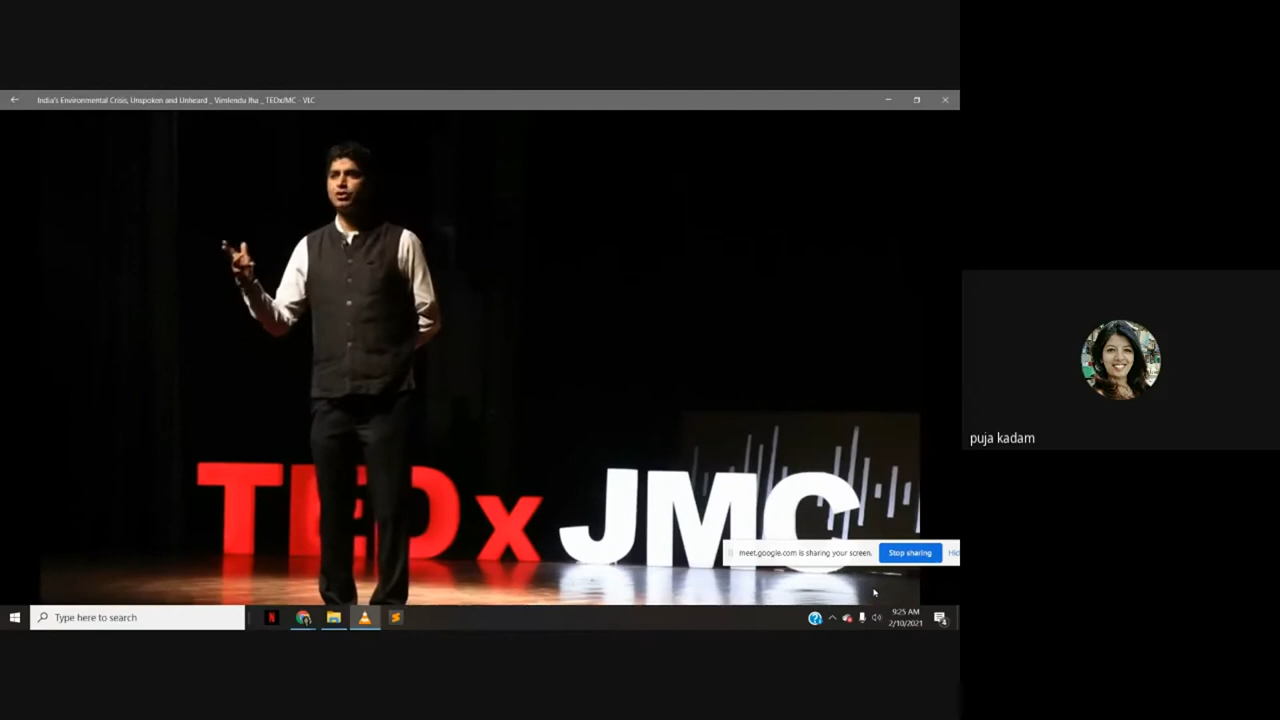 India's Environmental Crisis, Unspoken and Unheard _ Vimlendu Jha _ TEDxJMC - VLC
TEDx JMC
puja kadam
meet.google.com is sharing your screen.
Stop sharing
Hid
Type here to search
9:25 AM
2/10/2021